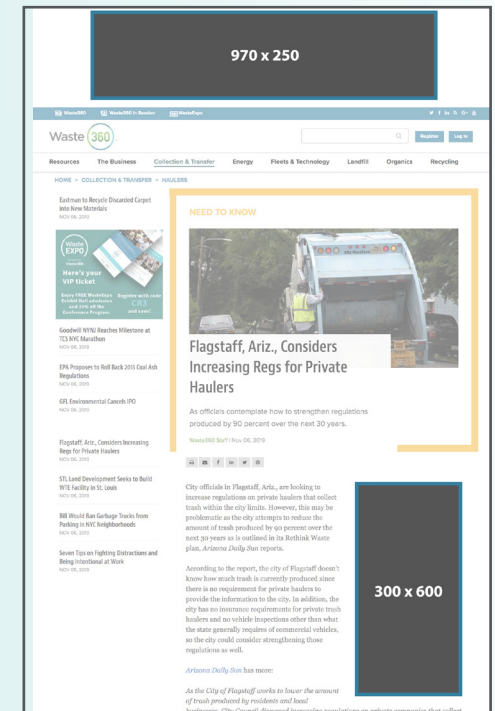 970 x 250
Waste360 Waste360 In Session WasteExpo
Waste 360
Register Log In
Resources The Business Collection & Transfer Energy Fleets & Technology Landfill Organics Recycling
HOME > COLLECTION & TRANSFER > HAULERS
Eastman to Recycle Discarded Carpet
into New Materials
NOV 06, 2019
Waste
EXPO
Here's your
VIP ticket
Enjoy FREE WasteExpo
Exhibit Hall admission
and 20% off the
Conference Program.
Register with code
CR3
and save!
Goodwill NYNJ Reaches Milestone at
TCS NYC Marathon
NOV 06, 2019
EPA Proposes to Roll Back 2015 Coal Ash
Regulations
NOV 06, 2019
GFL Environmental Cancels IPO
NOV 06, 2019
Flagstaff, Ariz., Considers Increasing
Regs for Private Haulers
NOV 06, 2019
STL Land Development Seeks to Build
WTE Facility in St. Louis
NOV 06, 2019
Bill Would Ban Garbage Trucks from
Parking in NYC Neighborhoods
NOV 06, 2019
Seven Tips on Fighting Distractions and
Being Intentional at Work
NOV 05, 2019
NEED TO KNOW
Flagstaff, Ariz., Considers
Increasing Regs for Private
Haulers
As officials contemplate how to strengthen regulations
produced by 90 percent over the next 30 years.
Waste360 Staff | Nov 06, 2019
City officials in Flagstaff, Ariz., are looking to
increase regulations on private haulers that collect
trash within the city limits. However, this may be
problematic as the city attempts to reduce the
amount of trash produced by 90 percent over the
next 30 years as is outlined in its Rethink Waste
plan, Arizona Daily Sun reports.
According to the report, the city of Flagstaff doesn't
know how much trash is currently produced since
there is no requirement for private haulers to
provide the information to the city. In addition, the
city has no insurance requirements for private trash
haulers and no vehicle inspections other than what
the state generally requires of commercial vehicles,
so the city could consider strengthening those
regulations as well.
Arizona Daily Sun has more:
As the City of Flagstaff works to lower the amount
of trash produced by residents and local
300 x 600